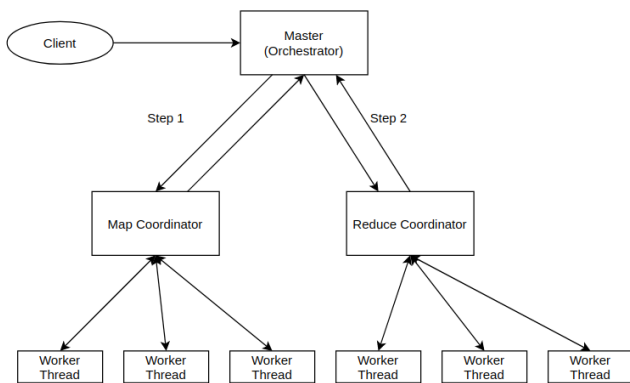 Client
Master
(Orchestrator)
Step 1
Step 2
Map Coordinator
Reduce Coordinator
Worker
Thread
Worker
Thread
Worker
Thread
Worker
Thread
Worker
Thread
Worker
Thread